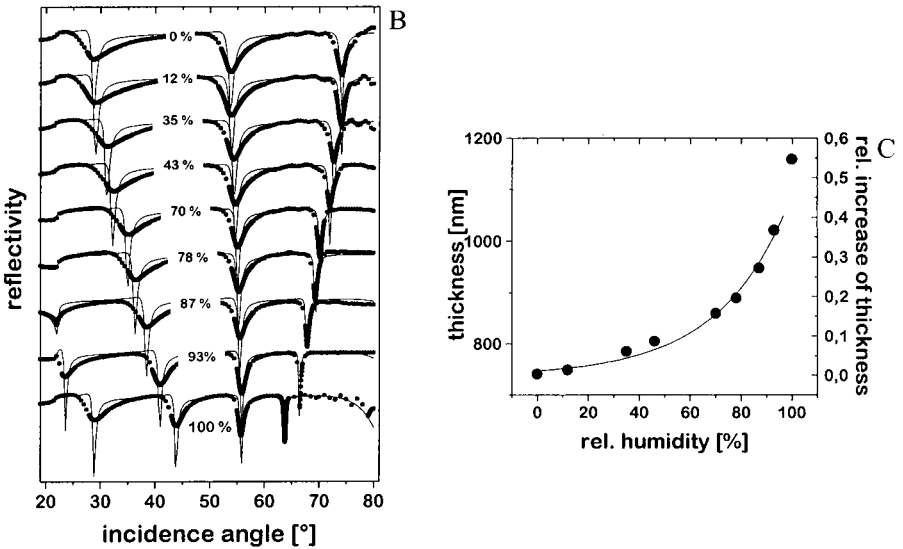 B
0 %
12 %
35 %
43 %
70 %
78 %
87 %
93%
100 %
reflectivity
20 30 40 50 60 70 80
incidence angle [°]
C
1200
1000
800
thickness [nm]
0,6
0,5
0,4
0,3
0,2
0,1
0,0
rel. increase of thickness
0 20 40 60 80 100
rel. humidity [%]